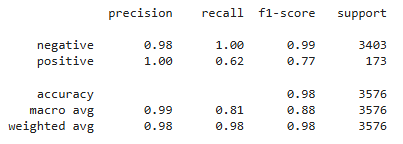 precision recall f1-score support
negative 0.98 1.00 0.99 3403
positive 1.00 0.62 0.77 173
accuracy 0.98 3576
macro avg 0.99 0.81 0.88 3576
weighted avg 0.98 0.98 0.98 3576